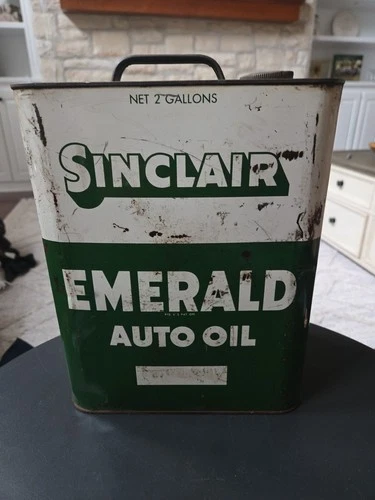 NET 2 GALLONS
SINCLAIR
EMERALD
AUTO OIL